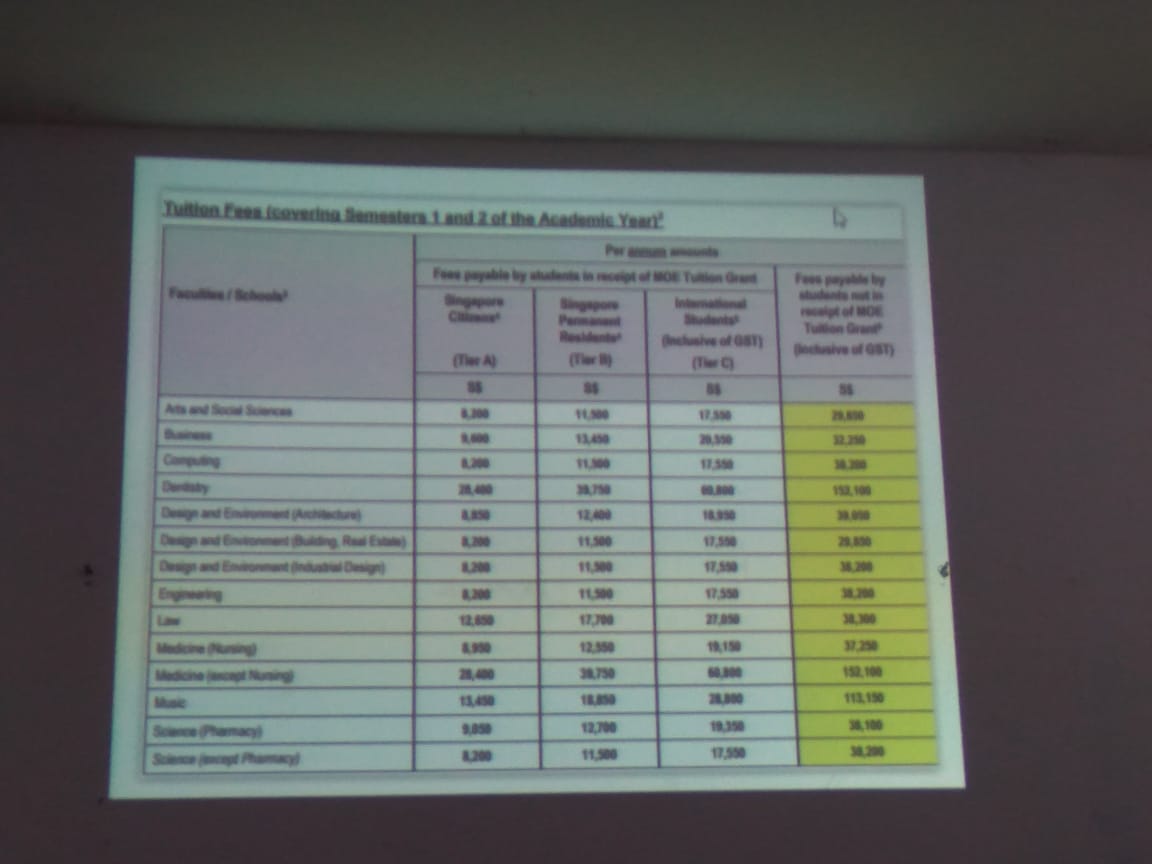 Tuition Fees (covering Semesters 1 and 2 of the Academic Year)²
Per annum amounts
Fees payable by students in receipt of MOE Tuition Grant
Fees payable by students not in receipt of MOE Tuition Grant (Inclusive of GST)
Faculties / Schools
Singapore Citizens (Tier A)
Singapore Permanent Residents (Tier B)
International Students (Inclusive of GST) (Tier C)
S$ S$ S$ S$
Arts and Social Sciences 8,200 11,500 17,550 29,850
Business 9,600 13,450 20,550 32,250
Computing 8,200 11,500 17,550 38,200
Dentistry 28,400 39,750 60,800 152,100
Design and Environment (Architecture) 8,850 12,400 18,950 39,050
Design and Environment (Building, Real Estate) 8,200 11,500 17,550 29,850
Design and Environment (Industrial Design) 8,200 11,500 17,550 38,200
Engineering 8,200 11,500 17,550 38,200
Law 12,650 17,700 27,050 38,300
Medicine (Nursing) 8,950 12,550 19,150 37,250
Medicine (except Nursing) 28,400 39,750 60,800 152,100
Music 13,450 18,850 28,800 113,150
Science (Pharmacy) 9,050 12,700 19,350 38,100
Science (except Pharmacy) 8,200 11,500 17,550 38,200